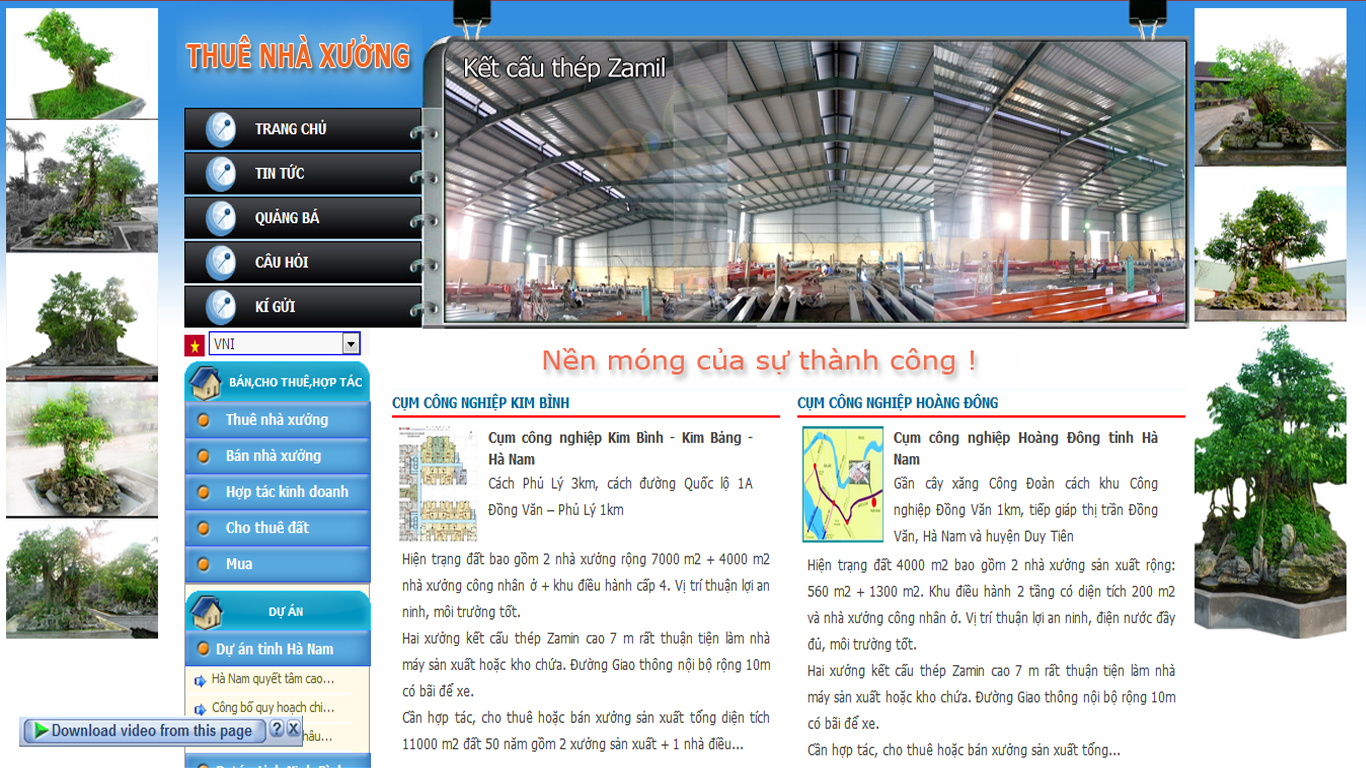 THUÊ NHÀ XƯỞNG
Kết cấu thép Zamil
TRANG CHỦ
TIN TỨC
QUẢNG BÁ
CÂU HỎI
KÍ GỬI
VNI
BÁN,CHO THUÊ,HỢP TÁC
Thuê nhà xưởng
Bán nhà xưởng
Hợp tác kinh doanh
Cho thuê đất
Mua
DỰ ÁN
Dự án tỉnh Hà Nam
Hà Nam quyết tâm cao...
Công bố quy hoạch chi...
Download video from this page
? X
Nền móng của sự thành công !
CỤM CÔNG NGHIỆP KIM BÌNH
Cụm công nghiệp Kim Bình - Kim Bảng -
Hà Nam
Cách Phủ Lý 3km, cách đường Quốc lộ 1A
Đồng Văn – Phủ Lý 1km
Hiện trạng đất bao gồm 2 nhà xưởng rộng 7000 m2 + 4000 m2
nhà xưởng công nhân ở + khu điều hành cấp 4. Vị trí thuận lợi an
ninh, môi trường tốt.
Hai xưởng kết cấu thép Zamin cao 7 m rất thuận tiện làm nhà
máy sản xuất hoặc kho chứa. Đường Giao thông nội bộ rộng 10m
có bãi để xe.
Cần hợp tác, cho thuê hoặc bán xưởng sản xuất tổng diện tích
11000 m2 đất 50 năm gồm 2 xưởng sản xuất + 1 nhà điều...
CỤM CÔNG NGHIỆP HOÀNG ĐÔNG
Cụm công nghiệp Hoàng Đông tỉnh Hà
Nam
Gần cây xăng Công Đoàn cách khu Công
nghiệp Đồng Văn 1km, tiếp giáp thị trấn Đồng
Văn, Hà Nam và huyện Duy Tiên
Hiện trạng đất 4000 m2 bao gồm 2 nhà xưởng sản xuất rộng:
560 m2 + 1300 m2. Khu điều hành 2 tầng có diện tích 200 m2
và nhà xưởng công nhân ở. Vị trí thuận lợi an ninh, điện nước đầy
đủ, môi trường tốt.
Hai xưởng kết cấu thép Zamin cao 7 m rất thuận tiện làm nhà
máy sản xuất hoặc kho chứa. Đường Giao thông nội bộ rộng 10m
có bãi để xe.
Cần hợp tác, cho thuê hoặc bán xưởng sản xuất tổng...